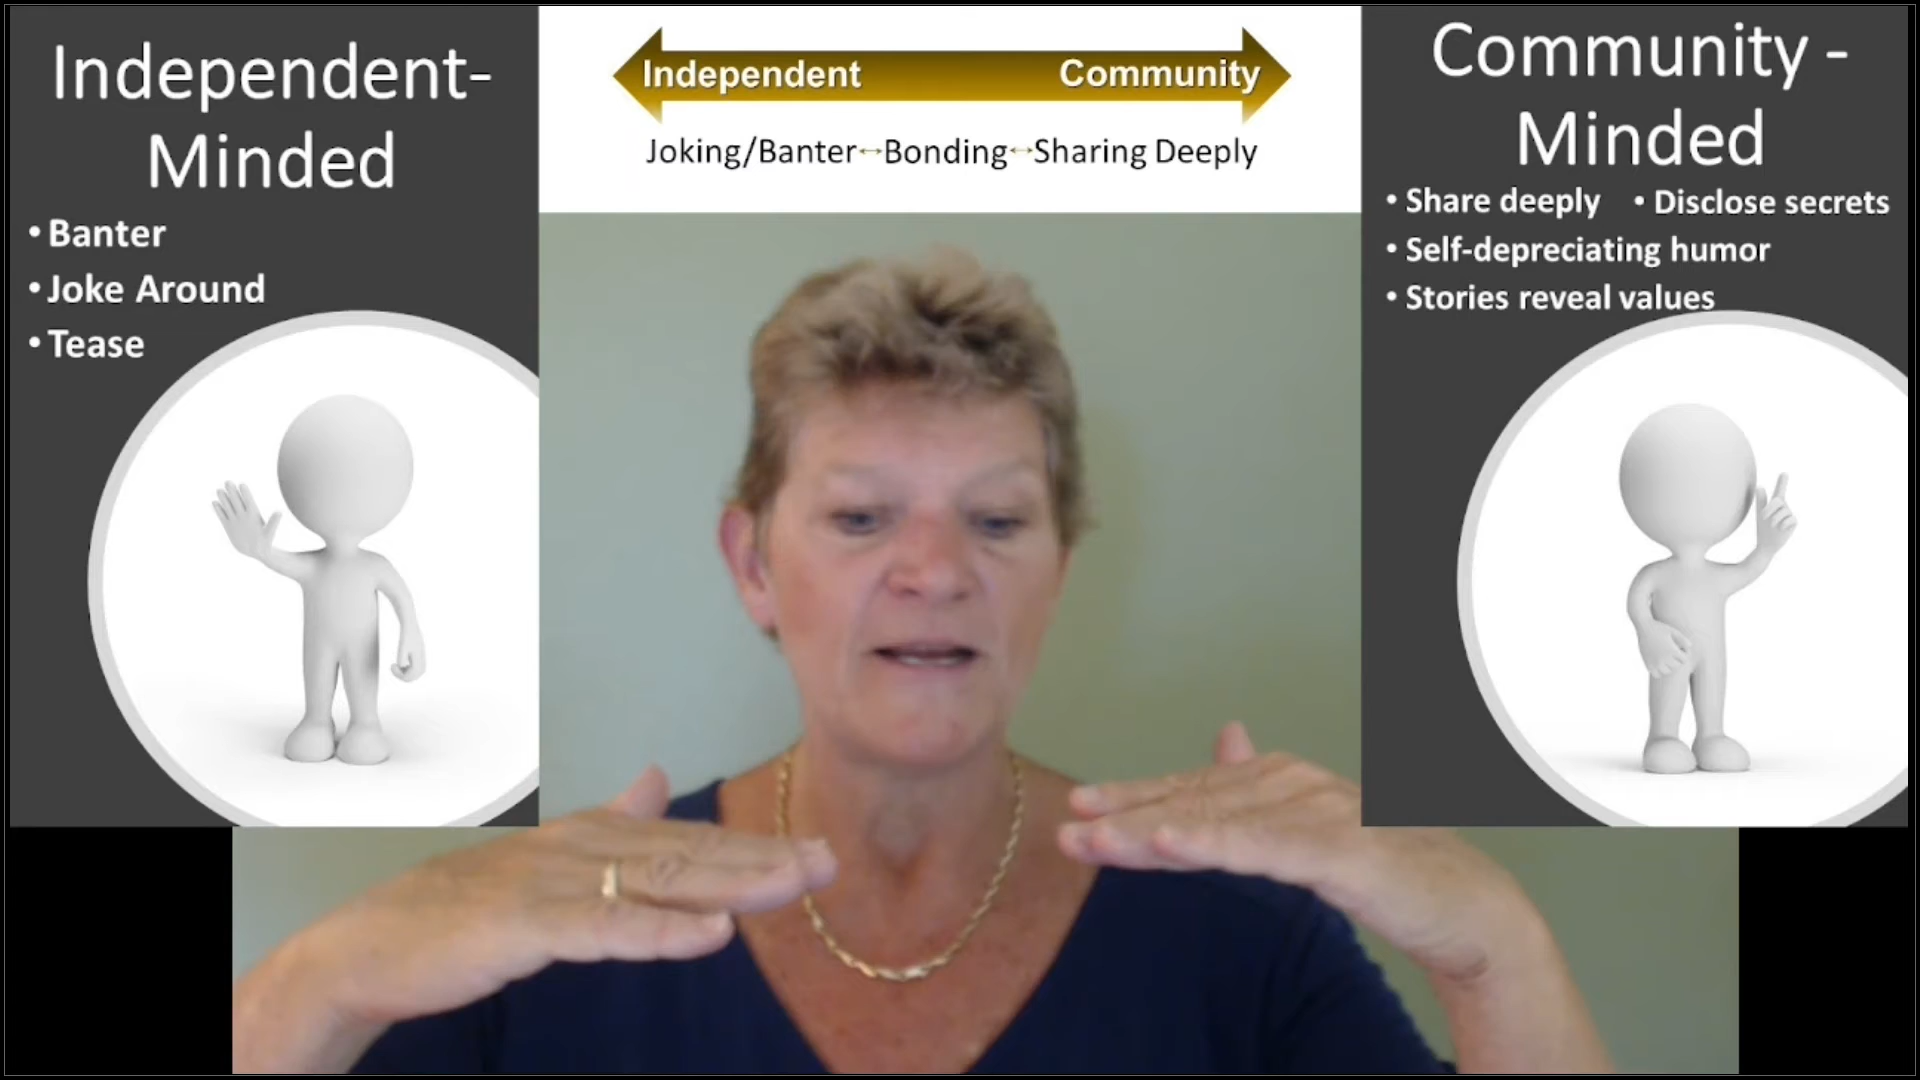 Independent-
Minded
• Banter
• Joke Around
• Tease
Independent Community
Joking/Banter↔Bonding↔Sharing Deeply
Community -
Minded
• Share deeply • Disclose secrets
• Self-depreciating humor
• Stories reveal values